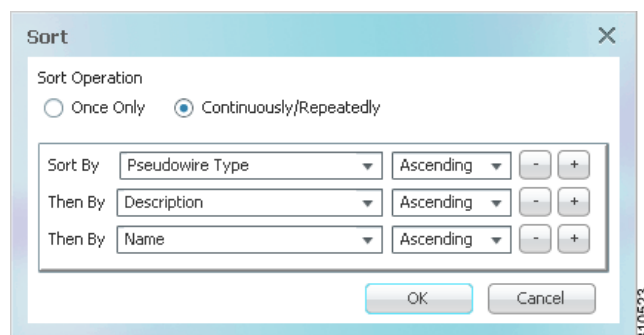 Sort
Sort Operation
Once Only Continuously/Repeatedly
Sort By Pseudowire Type Ascending - +
Then By Description Ascending - +
Then By Name Ascending - +
OK Cancel